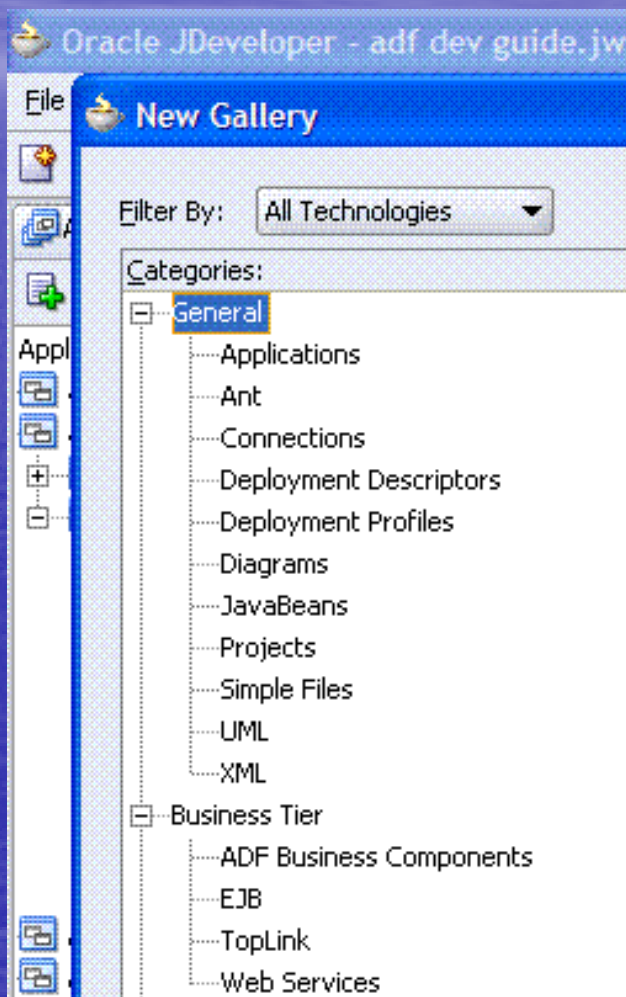 Oracle JDeveloper - adf dev guide.jw
File
New Gallery
Filter By: All Technologies
Categories:
General
Applications
Ant
Connections
Deployment Descriptors
Deployment Profiles
Diagrams
JavaBeans
Projects
Simple Files
UML
XML
Business Tier
ADF Business Components
EJB
TopLink
Web Services
Appl